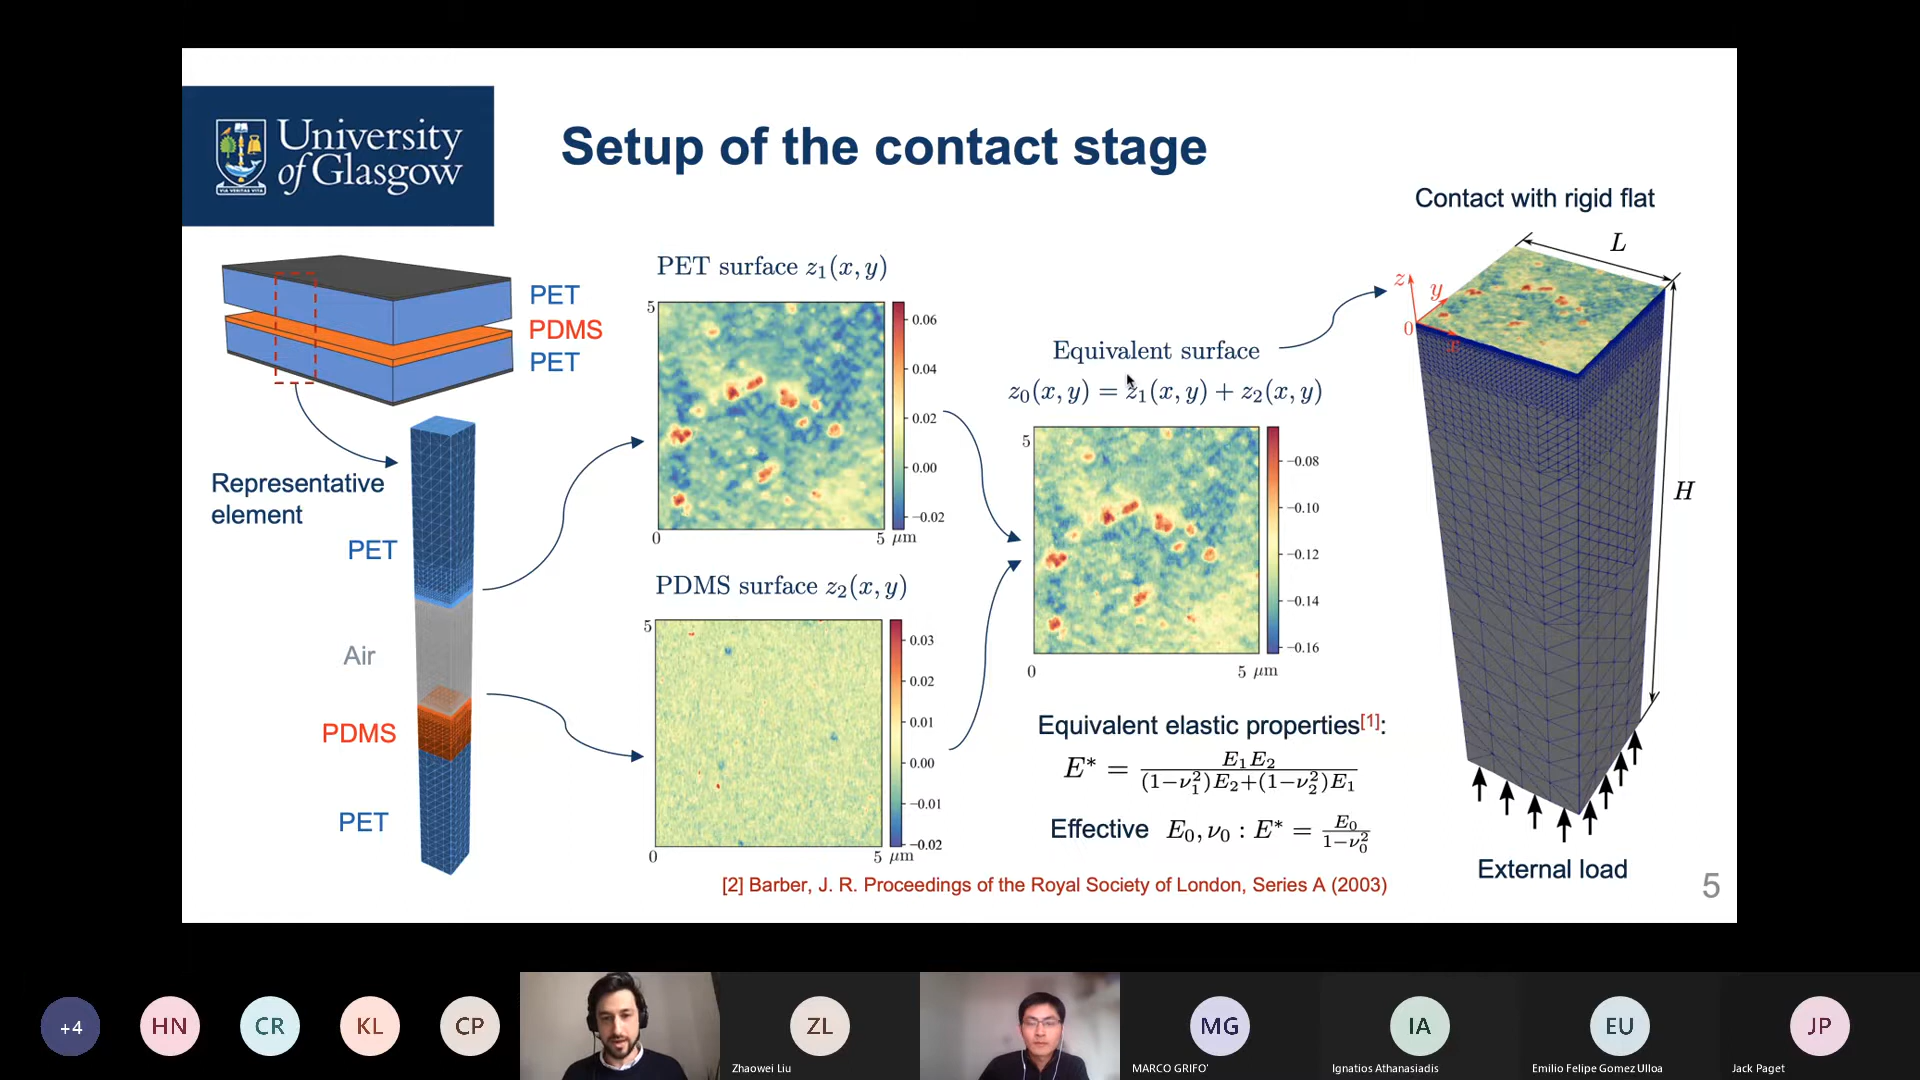 University
of Glasgow
VIA VERITAS VITA
Setup of the contact stage
PET
PDMS
PET
Representative
element
PET
Air
PDMS
PET
PET surface z₁(x, y)
5
0.06
0.04
0.02
0.00
−0.02
0
5 μm
PDMS surface z₂(x, y)
5
0.03
0.02
0.01
0.00
−0.01
−0.02
0
5 μm
Equivalent surface
z₀(x, y) = z₁(x, y) + z₂(x, y)
5
−0.08
−0.10
−0.12
−0.14
−0.16
0
5 μm
Equivalent elastic properties[1]:
E* = E₁E₂ / (1−ν₁²)E₂+(1−ν₂²)E₁
Effective E₀, ν₀ : E* = E₀ / 1−ν₀²
[2] Barber, J. R. Proceedings of the Royal Society of London, Series A (2003)
Contact with rigid flat
L
z
y
0
x
H
External load
5
+4
HN
CR
KL
CP
ZL
Zhaowei Liu
MG
MARCO GRIFO'
IA
Ignatios Athanasiadis
EU
Emilio Felipe Gomez Ulloa
JP
Jack Paget